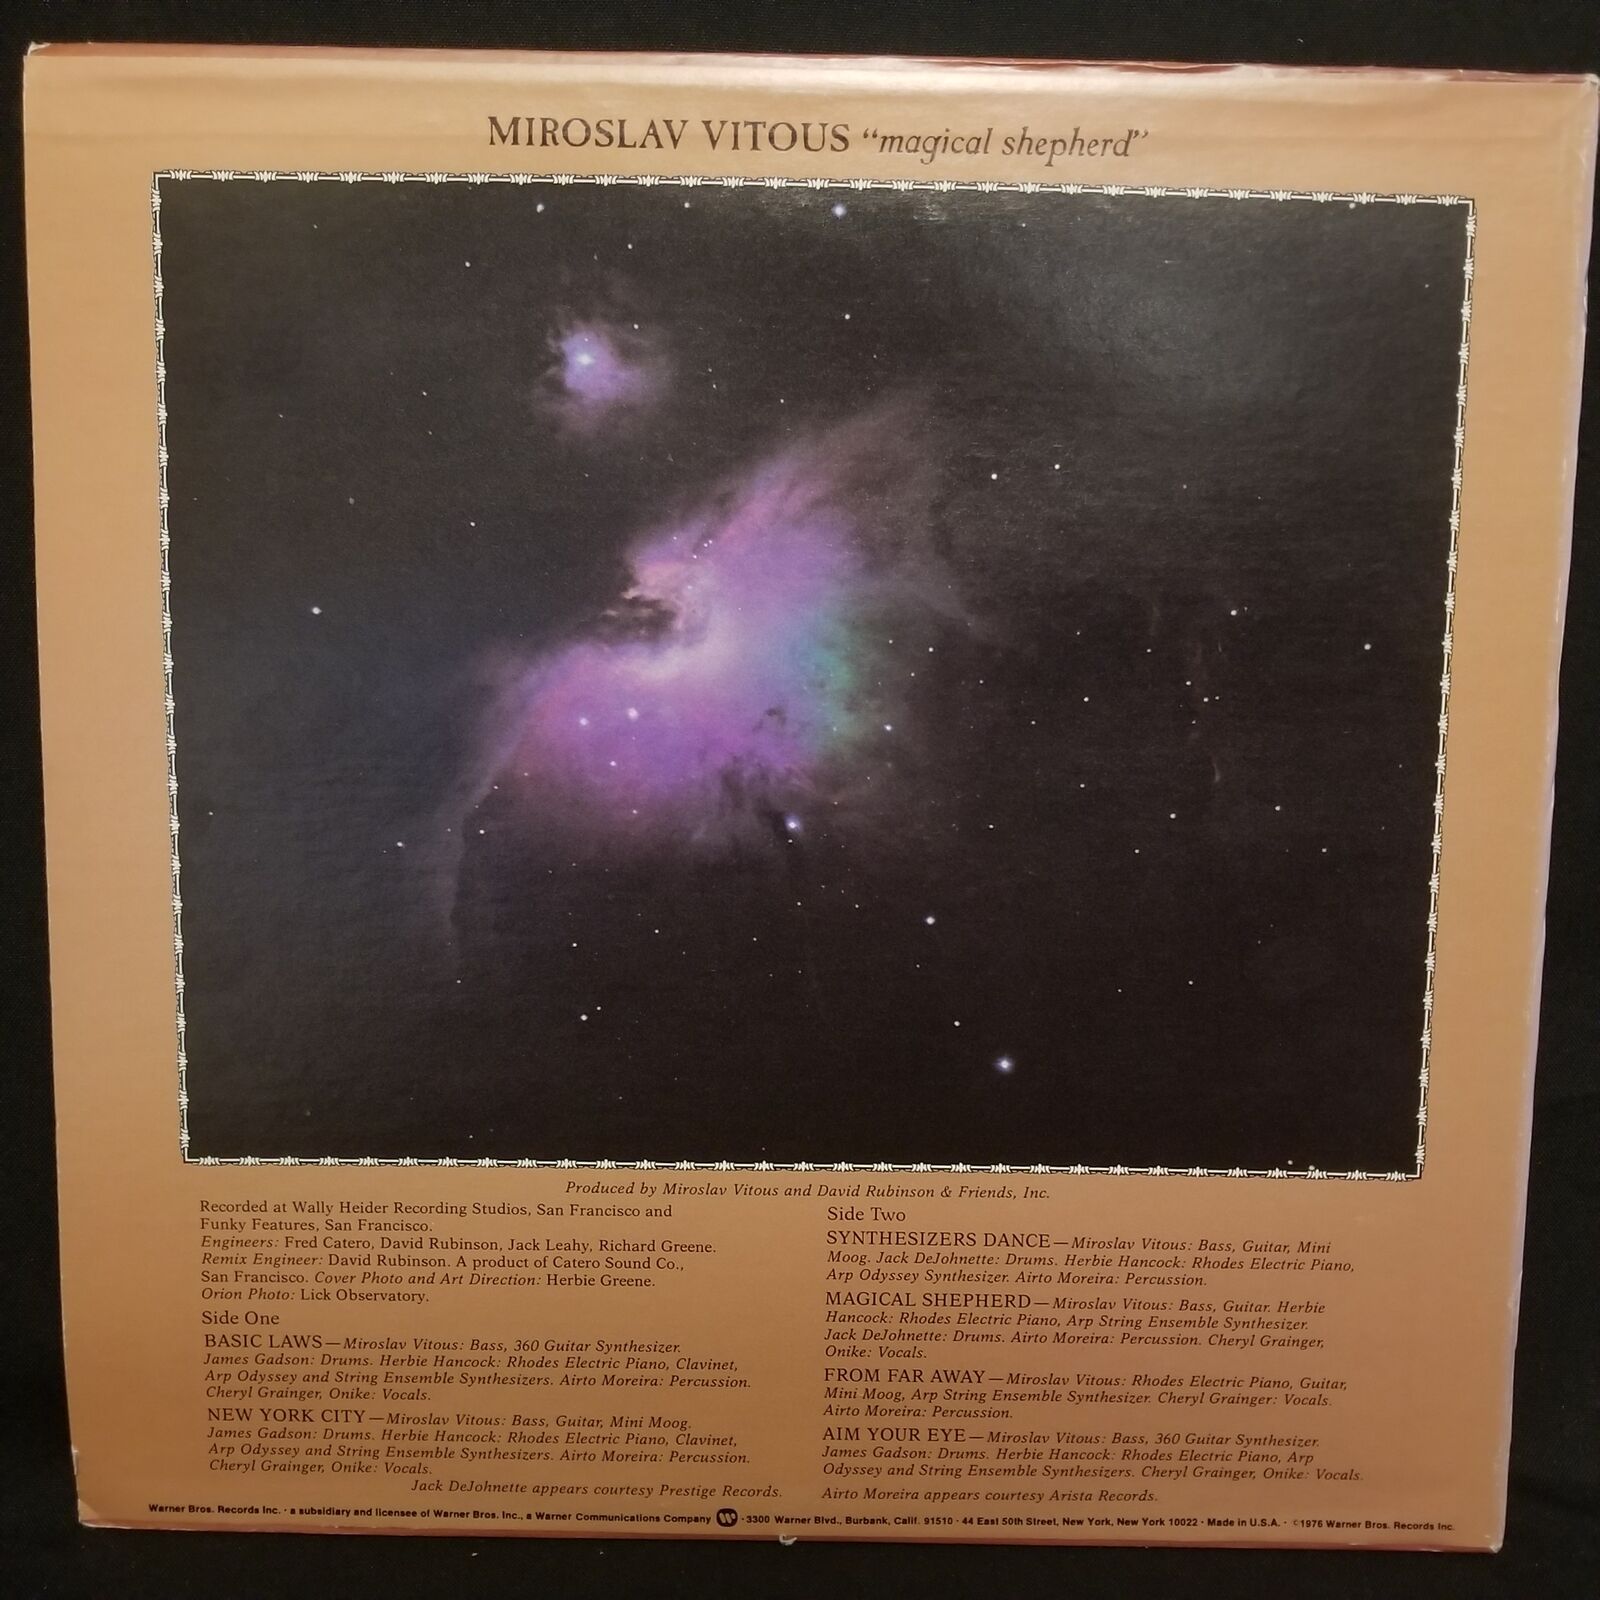 MIROSLAV VITOUS “magical shepherd”
Produced by Miroslav Vitous and David Rubinson & Friends, Inc.
Recorded at Wally Heider Recording Studios, San Francisco and
Funky Features, San Francisco.
Engineers: Fred Catero, David Rubinson, Jack Leahy, Richard Greene.
Remix Engineer: David Rubinson. A product of Catero Sound Co.,
San Francisco. Cover Photo and Art Direction: Herbie Greene.
Orion Photo: Lick Observatory.
Side One
BASIC LAWS—Miroslav Vitous: Bass, 360 Guitar Synthesizer.
James Gadson: Drums. Herbie Hancock: Rhodes Electric Piano, Clavinet,
Arp Odyssey and String Ensemble Synthesizers. Airto Moreira: Percussion.
Cheryl Grainger, Onike: Vocals.
NEW YORK CITY—Miroslav Vitous: Bass, Guitar, Mini Moog.
James Gadson: Drums. Herbie Hancock: Rhodes Electric Piano, Clavinet,
Arp Odyssey and String Ensemble Synthesizers. Airto Moreira: Percussion.
Cheryl Grainger, Onike: Vocals.
Jack DeJohnette appears courtesy Prestige Records.
Side Two
SYNTHESIZERS DANCE—Miroslav Vitous: Bass, Guitar, Mini
Moog. Jack DeJohnette: Drums. Herbie Hancock: Rhodes Electric Piano,
Arp Odyssey Synthesizer. Airto Moreira: Percussion.
MAGICAL SHEPHERD—Miroslav Vitous: Bass, Guitar. Herbie
Hancock: Rhodes Electric Piano, Arp String Ensemble Synthesizer.
Jack DeJohnette: Drums. Airto Moreira: Percussion. Cheryl Grainger,
Onike: Vocals.
FROM FAR AWAY—Miroslav Vitous: Rhodes Electric Piano, Guitar,
Mini Moog, Arp String Ensemble Synthesizer. Cheryl Grainger: Vocals.
Airto Moreira: Percussion.
AIM YOUR EYE—Miroslav Vitous: Bass, 360 Guitar Synthesizer.
James Gadson: Drums. Herbie Hancock: Rhodes Electric Piano, Arp
Odyssey and String Ensemble Synthesizers. Cheryl Grainger, Onike: Vocals.
Airto Moreira appears courtesy Arista Records.
Warner Bros. Records Inc. · a subsidiary and licensee of Warner Bros. Inc., a Warner Communications Company W · 3300 Warner Blvd., Burbank, Calif. 91510 · 44 East 50th Street, New York, New York 10022 · Made in U.S.A. · ©1976 Warner Bros. Records Inc.